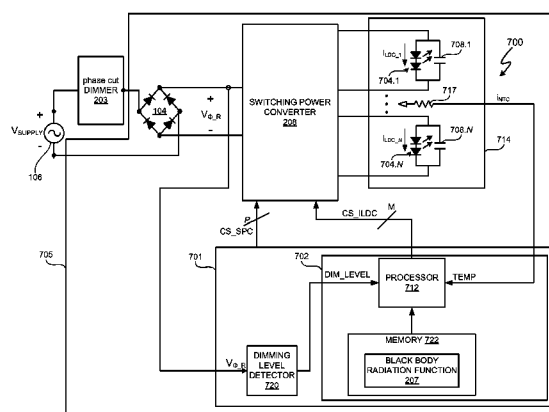 phase cut
DIMMER
203
+
VSUPPLY
-
106
104
+
VΦ_R
-
SWITCHING POWER
CONVERTER
208
iLDC_1
704.1
708.1
717
iNTC
iLDC_N
704.N
708.N
714
700
P
CS_SPC
CS_ILDC
M
705
701
702
DIM_LEVEL
PROCESSOR
712
TEMP
MEMORY 722
BLACK BODY
RADIATION FUNCTION
207
VΦ_R
DIMMING
LEVEL
DETECTOR
720